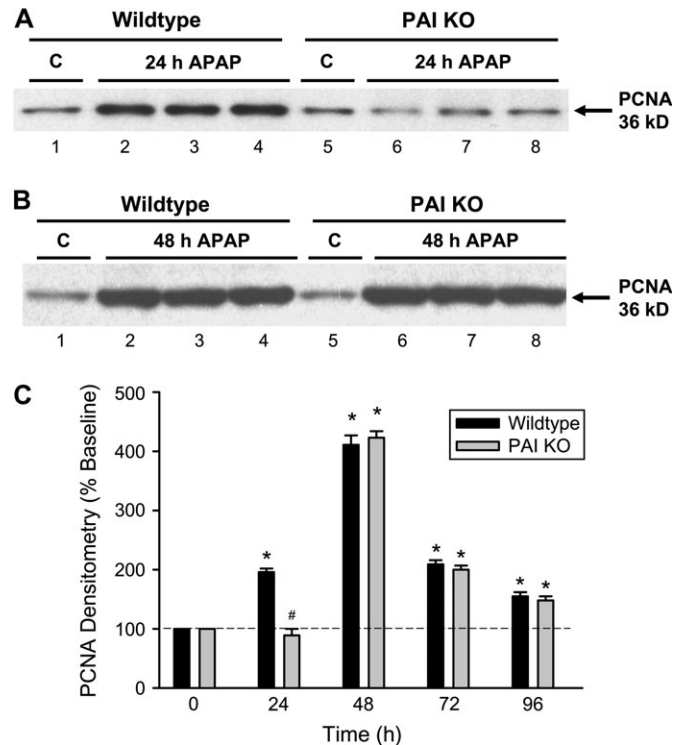 A
Wildtype PAI KO
C 24 h APAP C 24 h APAP
PCNA
36 kD
1 2 3 4 5 6 7 8
B
Wildtype PAI KO
C 48 h APAP C 48 h APAP
PCNA
36 kD
1 2 3 4 5 6 7 8
C
PCNA Densitometry (% Baseline)
500
400
300
200
100
0
Wildtype
PAI KO
* * * * * * *
#
0 24 48 72 96
Time (h)